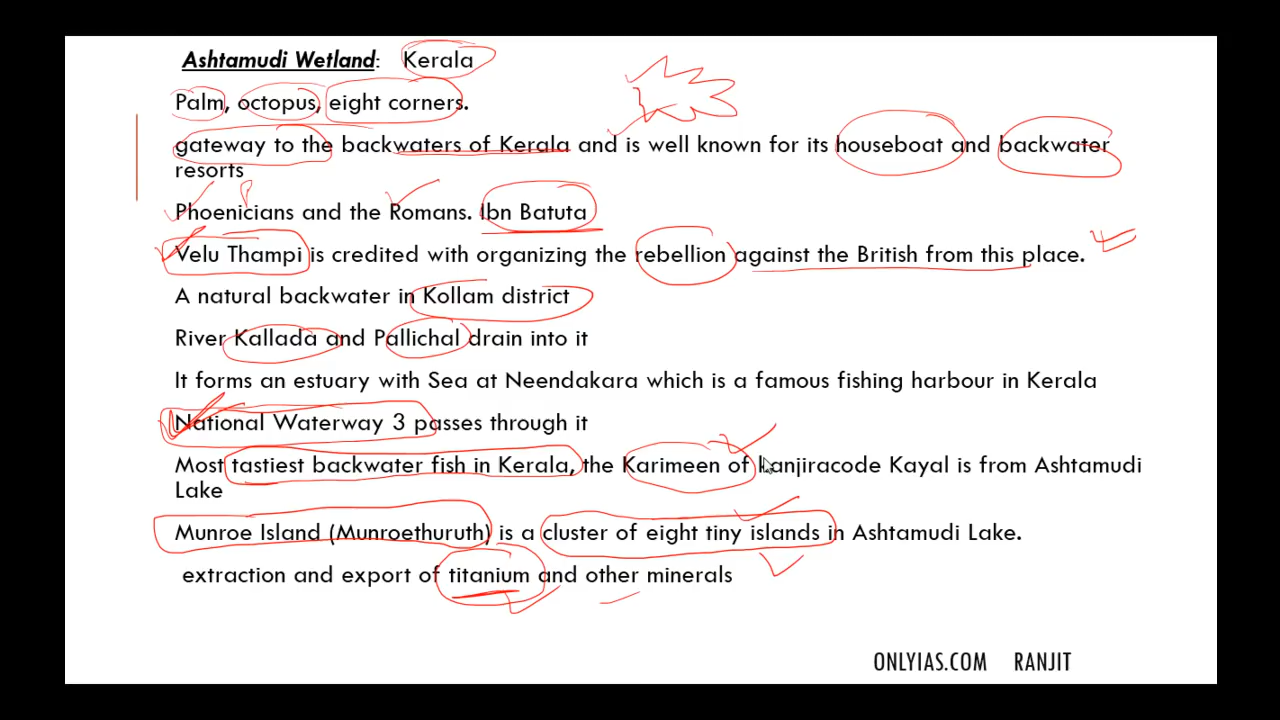 Ashtamudi Wetland: Kerala
Palm, octopus, eight corners.
gateway to the backwaters of Kerala and is well known for its houseboat and backwater
resorts
Phoenicians and the Romans. Ibn Batuta
Velu Thampi is credited with organizing the rebellion against the British from this place.
A natural backwater in Kollam district
River Kallada and Pallichal drain into it
It forms an estuary with Sea at Neendakara which is a famous fishing harbour in Kerala
National Waterway 3 passes through it
Most tastiest backwater fish in Kerala, the Karimeen of kanjiracode Kayal is from Ashtamudi
Lake
Munroe Island (Munroethuruth) is a cluster of eight tiny islands in Ashtamudi Lake.
extraction and export of titanium and other minerals
ONLYIAS.COM RANJIT